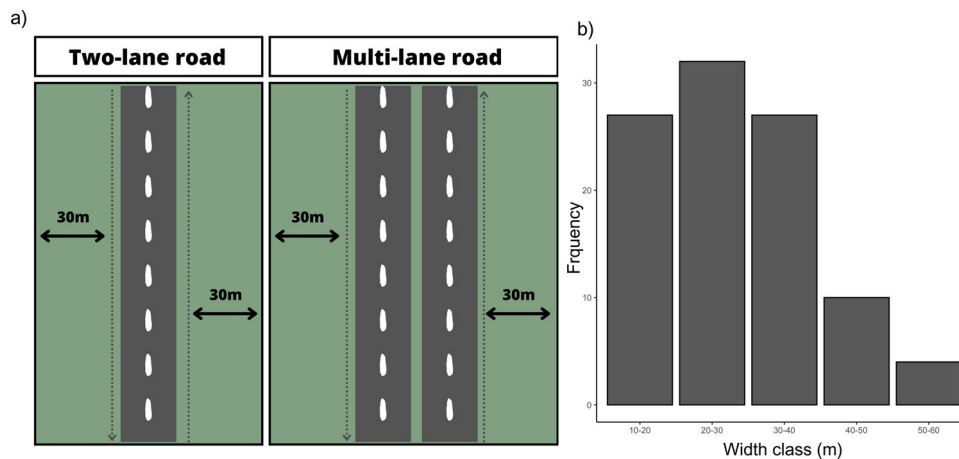 a)
Two-lane road
Multi-lane road
30m
30m
30m
30m
b)
Frquency
30
20
10
0
10-20
20-30
30-40
40-50
50-60
Width class (m)